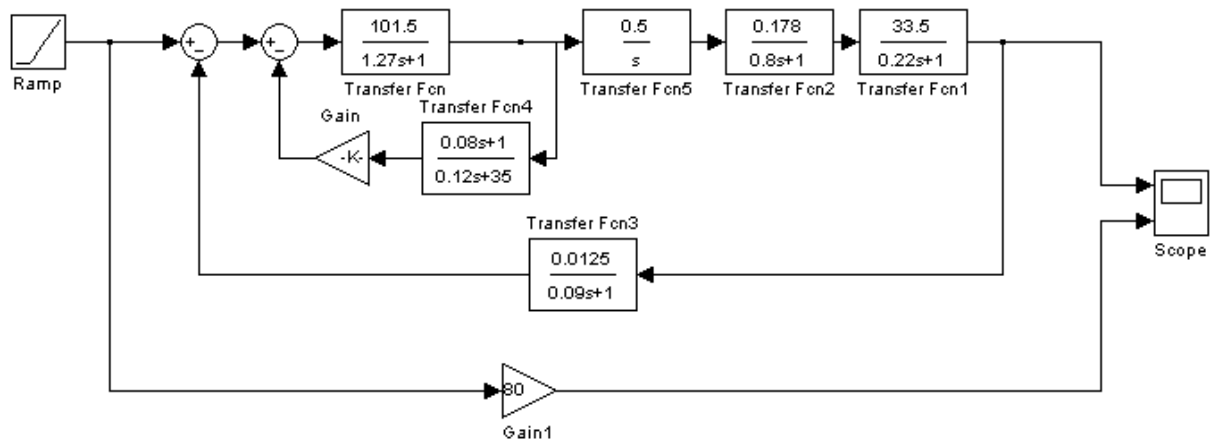 Ramp
101.5
1.27s+1
Transfer Fcn
0.5
s
Transfer Fcn5
0.178
0.8s+1
Transfer Fcn2
33.5
0.22s+1
Transfer Fcn1
Gain
-K-
Transfer Fcn4
0.08s+1
0.12s+35
Transfer Fcn3
0.0125
0.09s+1
Scope
80
Gain1